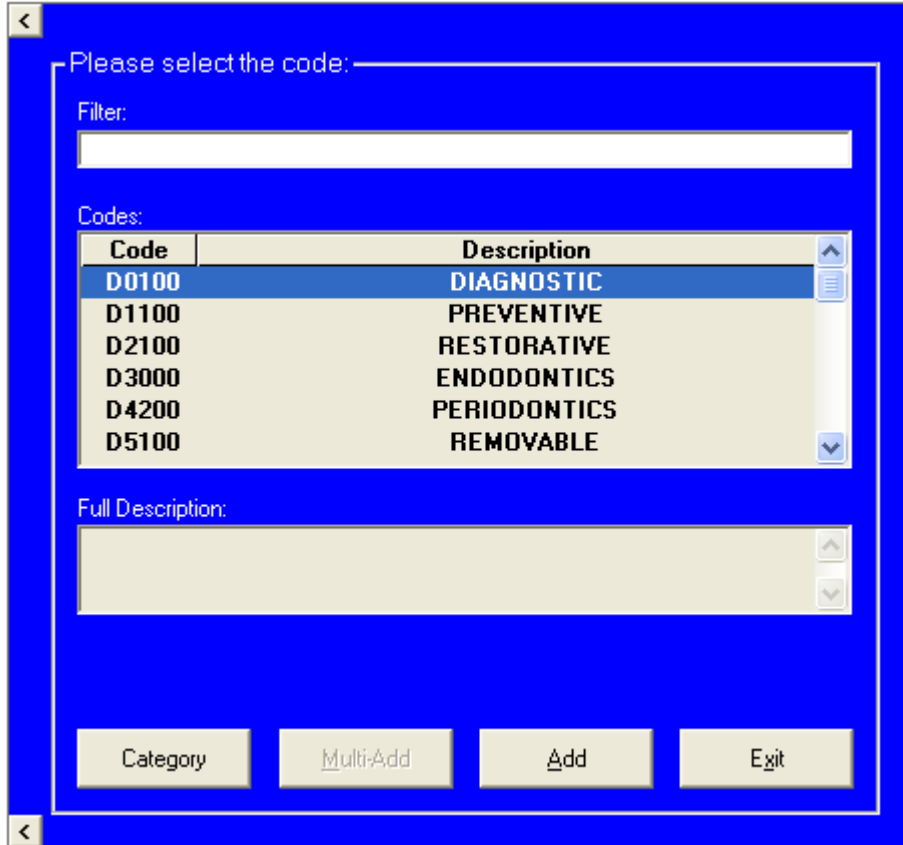 <
Please select the code:
Filter:
Codes:
Code Description
D0100 DIAGNOSTIC
D1100 PREVENTIVE
D2100 RESTORATIVE
D3000 ENDODONTICS
D4200 PERIODONTICS
D5100 REMOVABLE
Full Description:
Category Multi-Add Add Exit
<